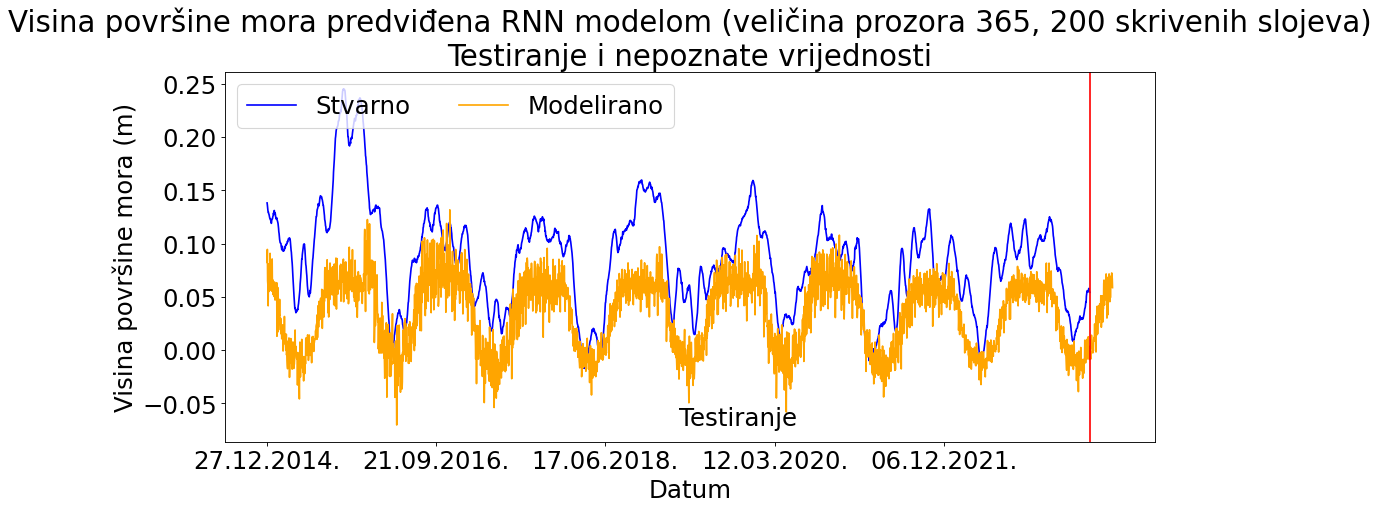 Visina površine mora predviđena RNN modelom (veličina prozora 365, 200 skrivenih slojeva)
Testiranje i nepoznate vrijednosti
Stvarno Modelirano
Visina površine mora (m)
0.25
0.20
0.15
0.10
0.05
0.00
−0.05
Testiranje
27.12.2014. 21.09.2016. 17.06.2018. 12.03.2020. 06.12.2021.
Datum